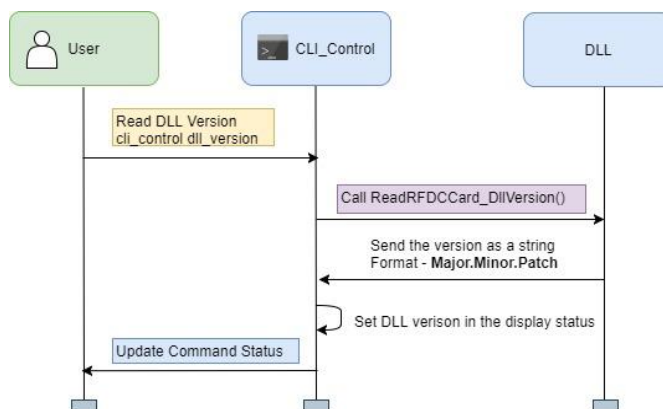 User
CLI_Control
DLL
Read DLL Version
cli_control dll_version
Call ReadRFDCCard_DllVersion()
Send the version as a string
Format - Major.Minor.Patch
Set DLL verison in the display status
Update Command Status